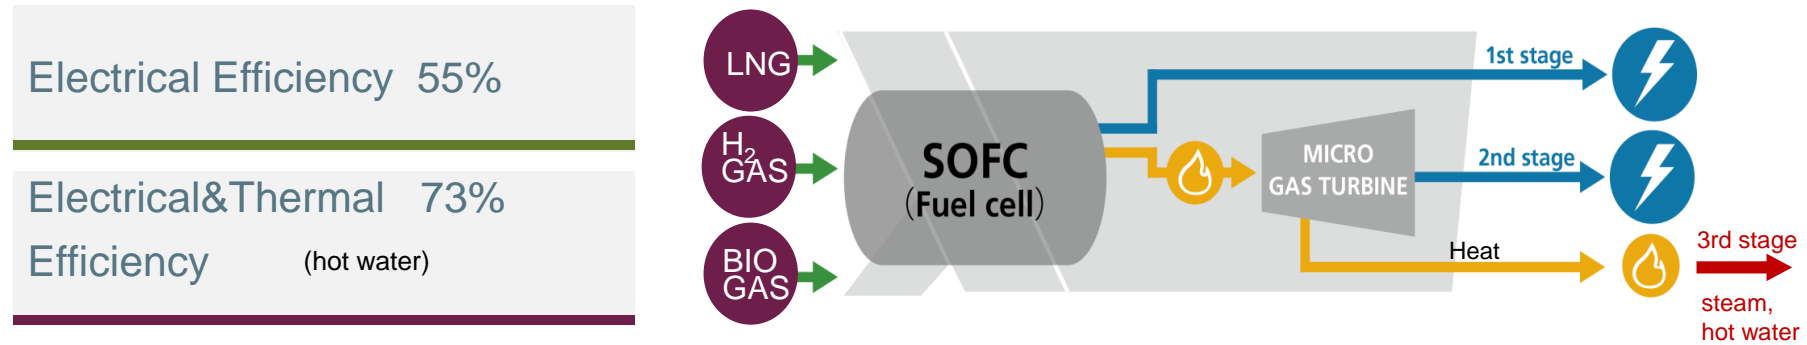 Electrical Efficiency 55%
Electrical&Thermal 73%
Efficiency (hot water)
LNG
H2
GAS
BIO
GAS
SOFC
(Fuel cell)
1st stage
MICRO
GAS TURBINE
2nd stage
Heat
3rd stage
steam,
hot water